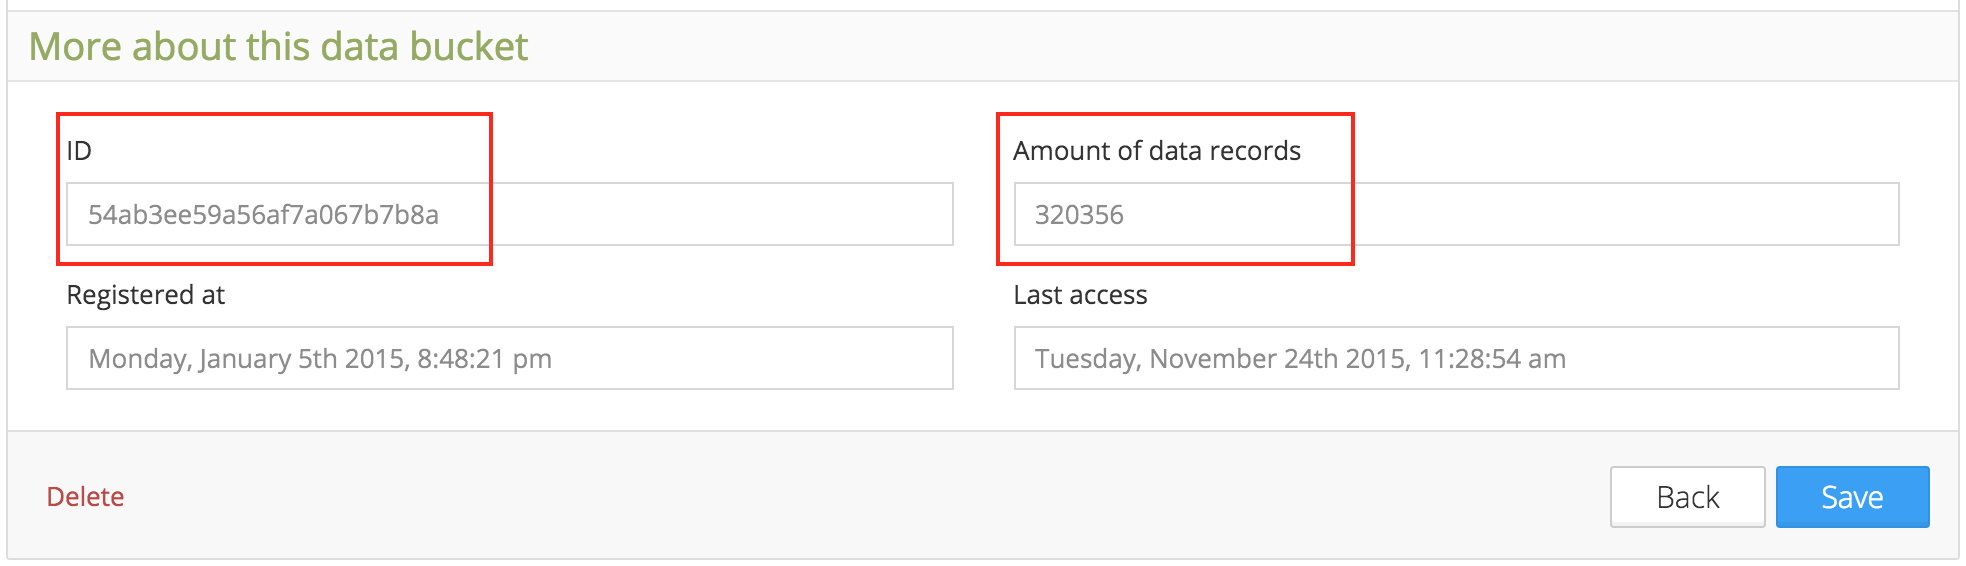 More about this data bucket
ID
54ab3ee59a56af7a067b7b8a
Amount of data records
320356
Registered at
Monday, January 5th 2015, 8:48:21 pm
Last access
Tuesday, November 24th 2015, 11:28:54 am
Delete
Back
Save